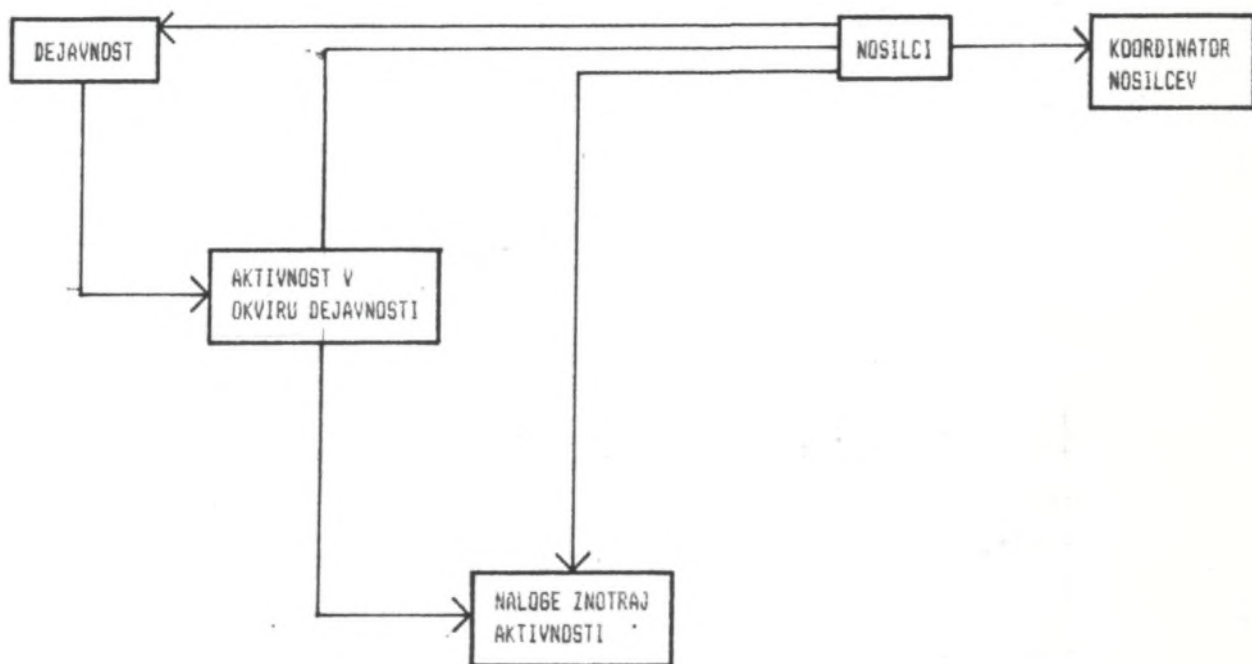 DEJAVNOST
NOSILCI
KOORDINATOR
NOSILCEV
AKTIVNOST V
OKVIRU DEJAVNOSTI
NALOGE ZNOTRAJ
AKTIVNOSTI